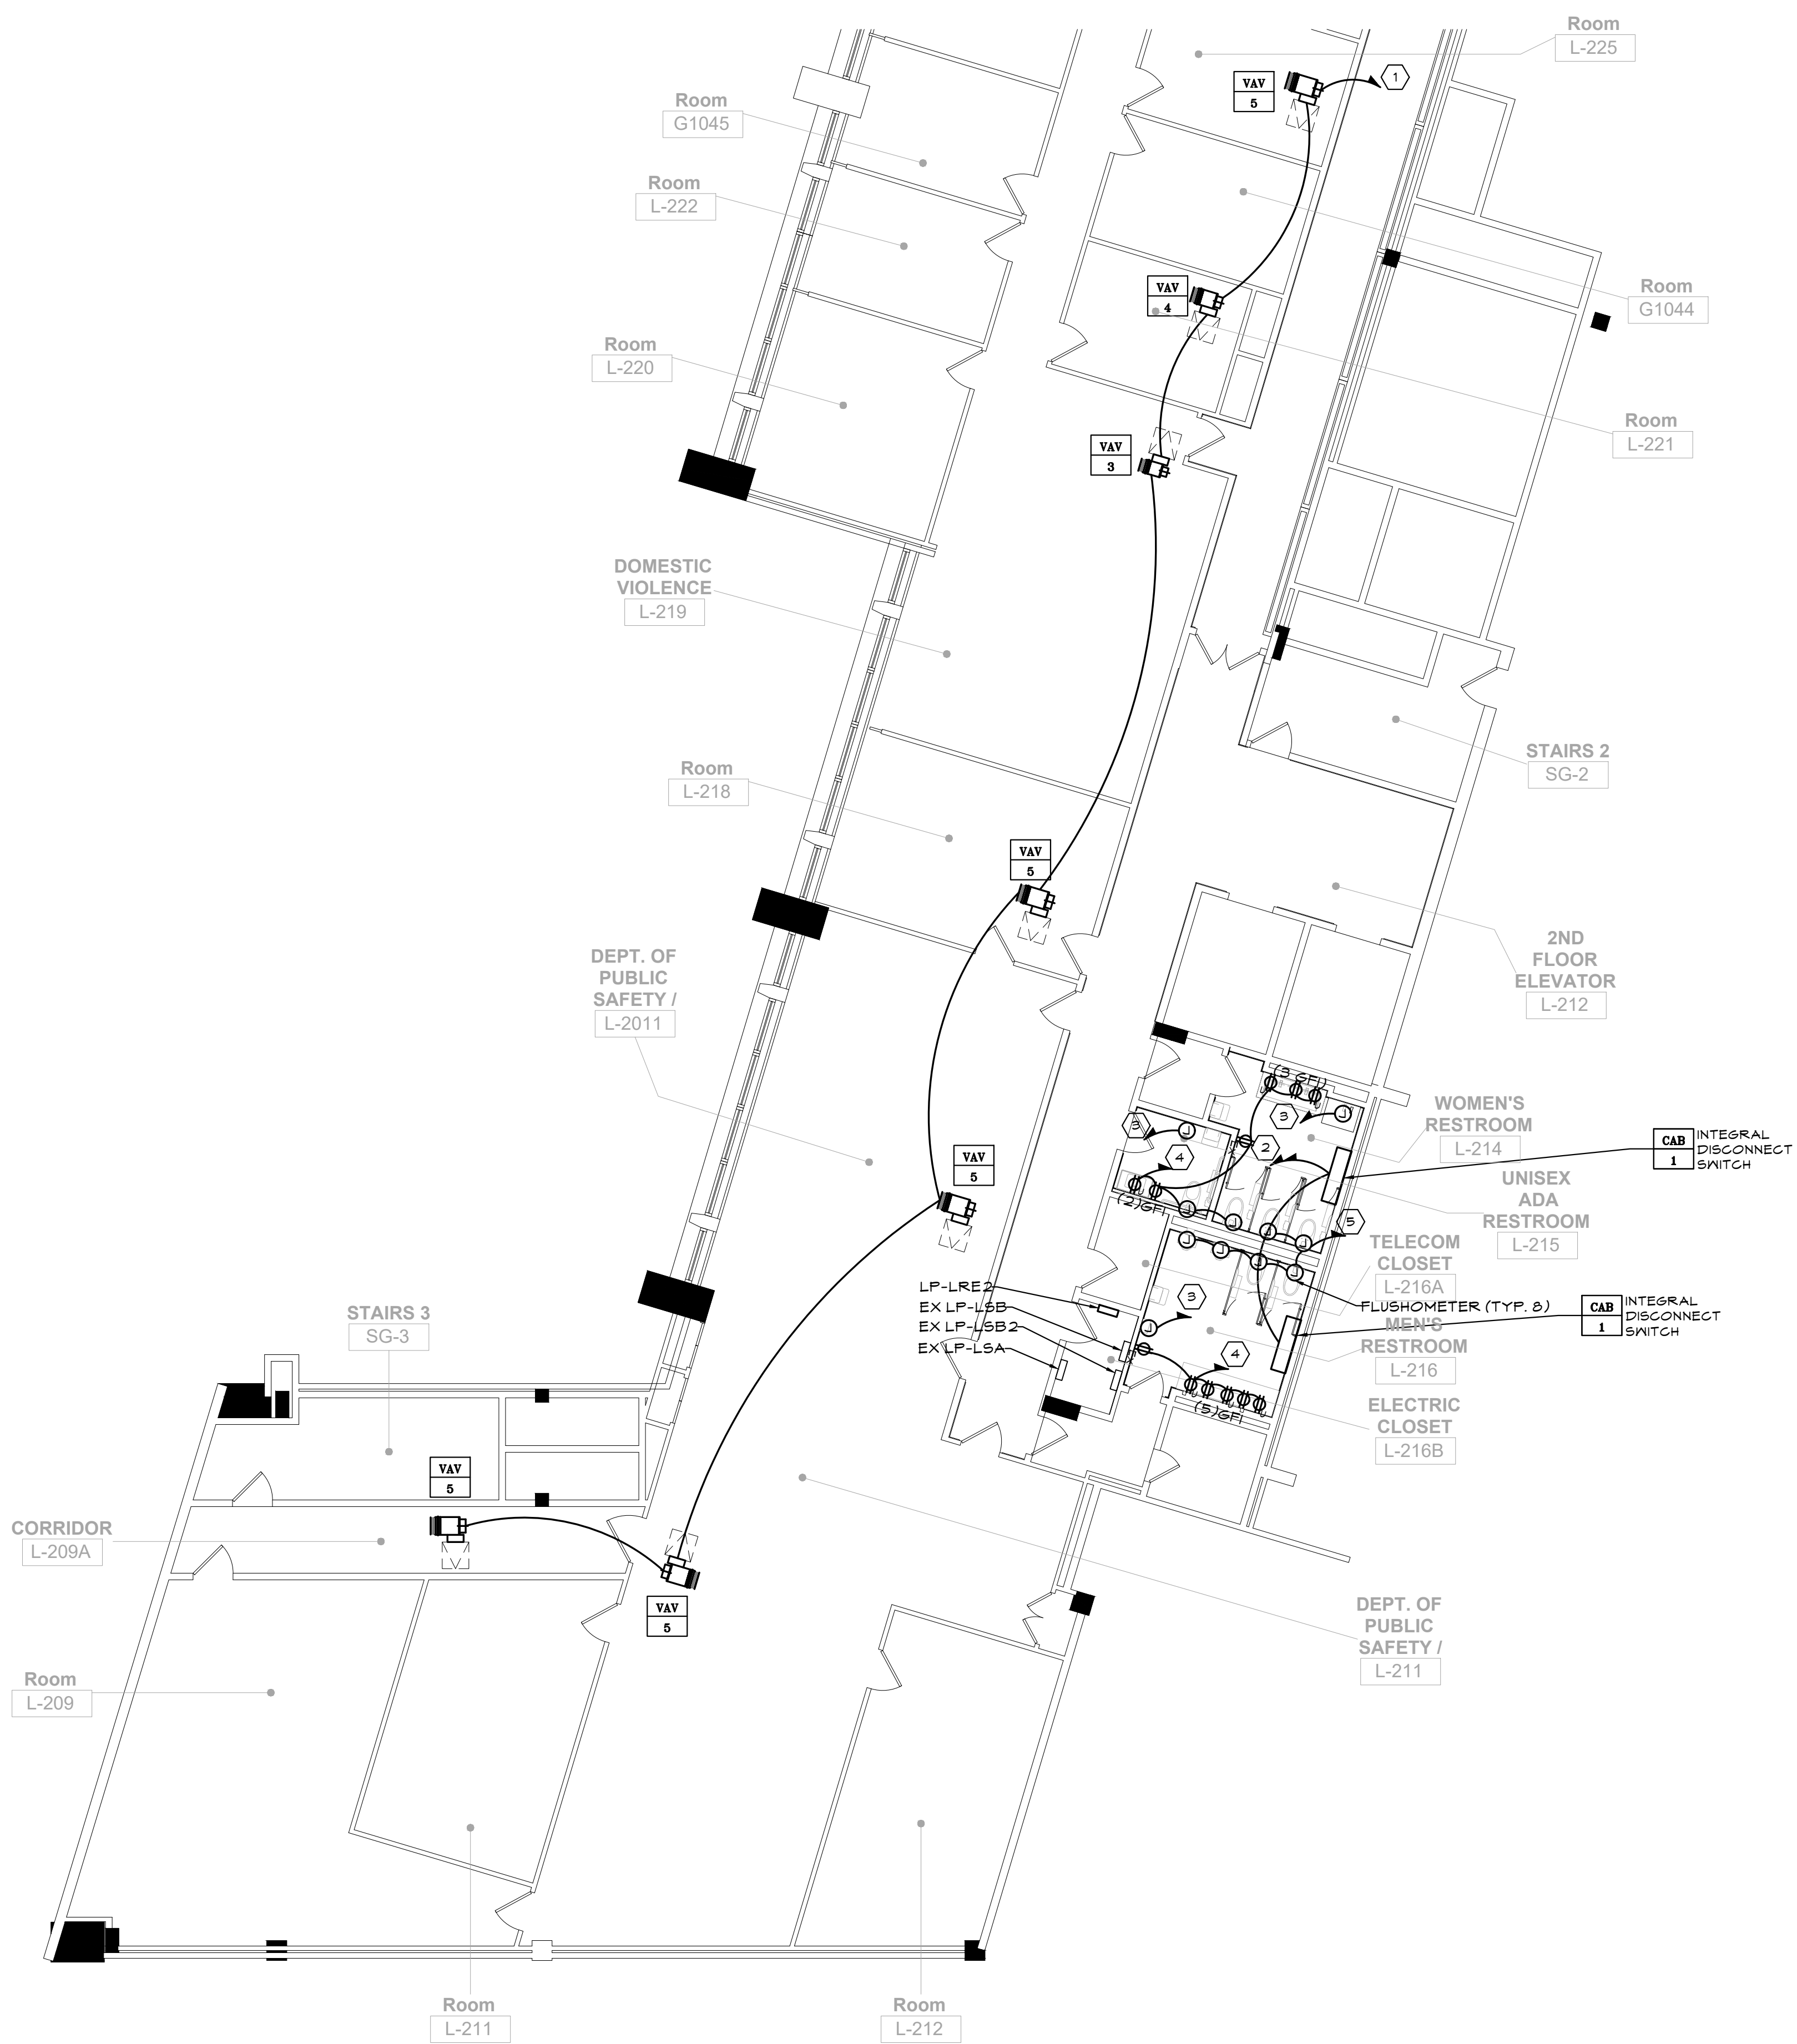 Room
L-225
VAV
5
1
Room
G1045
Room
L-222
VAV
4
Room
G1044
Room
L-220
Room
L-221
VAV
3
DOMESTIC
VIOLENCE
L-219
STAIRS 2
SG-2
Room
L-218
VAV
5
2ND
FLOOR
ELEVATOR
L-212
DEPT. OF
PUBLIC
SAFETY /
L-2011
(3 GFI)
3
3
2
4
(2)GFI
5
WOMEN'S
RESTROOM
L-214
CAB
1
INTEGRAL
DISCONNECT
SWITCH
VAV
5
UNISEX
ADA
RESTROOM
L-215
TELECOM
CLOSET
L-216A
LP-LRE2
EX LP-LSB
EX LP-LSB2
EX LP-LSA
3
FLUSHOMETER (TYP. 8)
CAB
1
INTEGRAL
DISCONNECT
SWITCH
MEN'S
RESTROOM
L-216
4
(5)GFI
ELECTRIC
CLOSET
L-216B
STAIRS 3
SG-3
VAV
5
CORRIDOR
L-209A
VAV
5
DEPT. OF
PUBLIC
SAFETY /
L-211
Room
L-209
Room
L-211
Room
L-212